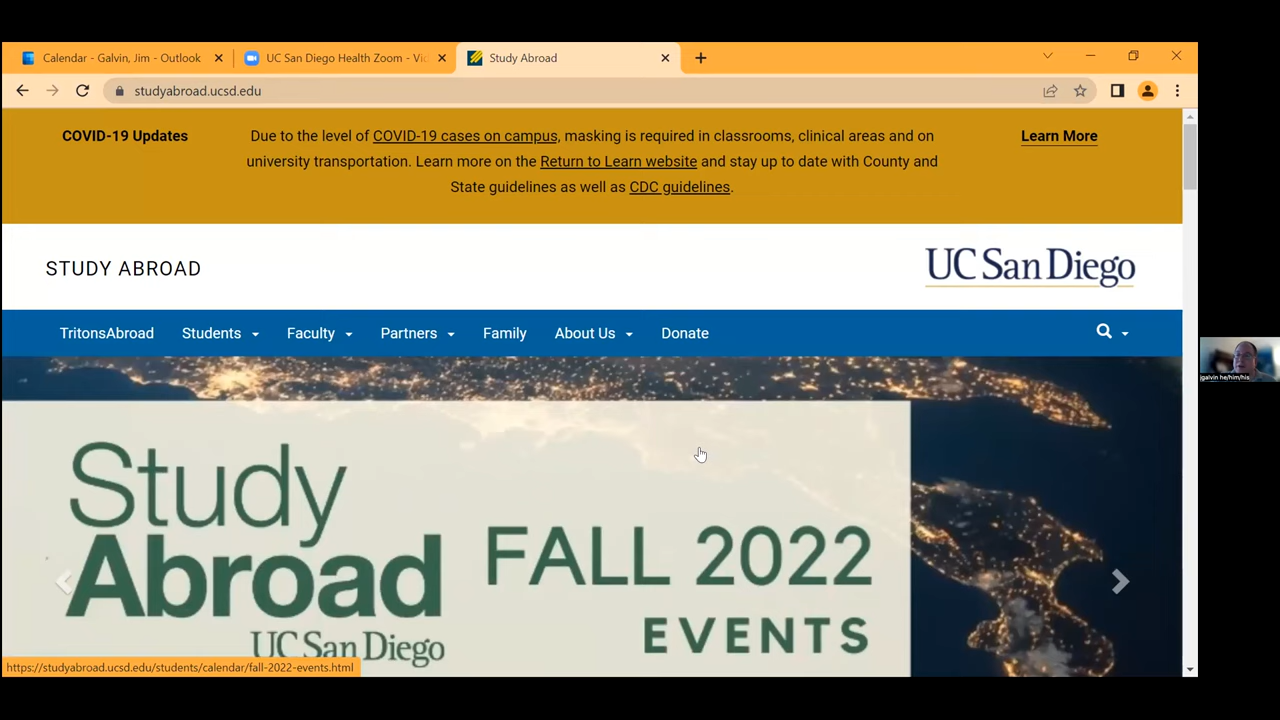 Calendar - Galvin, Jim - Outlook
UC San Diego Health Zoom - Vi
Study Abroad
studyabroad.ucsd.edu
COVID-19 Updates
Due to the level of COVID-19 cases on campus, masking is required in classrooms, clinical areas and on
university transportation. Learn more on the Return to Learn website and stay up to date with County and
State guidelines as well as CDC guidelines.
Learn More
STUDY ABROAD
UC San Diego
TritonsAbroad Students Faculty Partners Family About Us Donate
Study
Abroad
UC San Diego
FALL 2022
EVENTS
https://studyabroad.ucsd.edu/students/calendar/fall-2022-events.html
jgalvin he/him/his